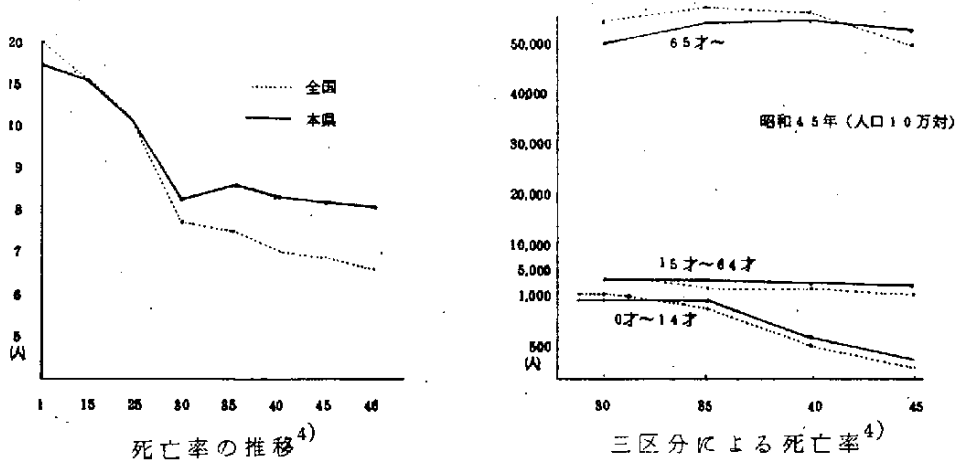 20
15
10
9
8
7
6
5
(人)
1
15
25
30
35
40
45
46
全国
本県
死亡率の推移4)
50,000
40,000
30,000
20,000
10,000
5,000
1,000
500
(人)
65才～
昭和45年(人口10万対)
15才～64才
0才～14才
30
35
40
45
三区分による死亡率4)